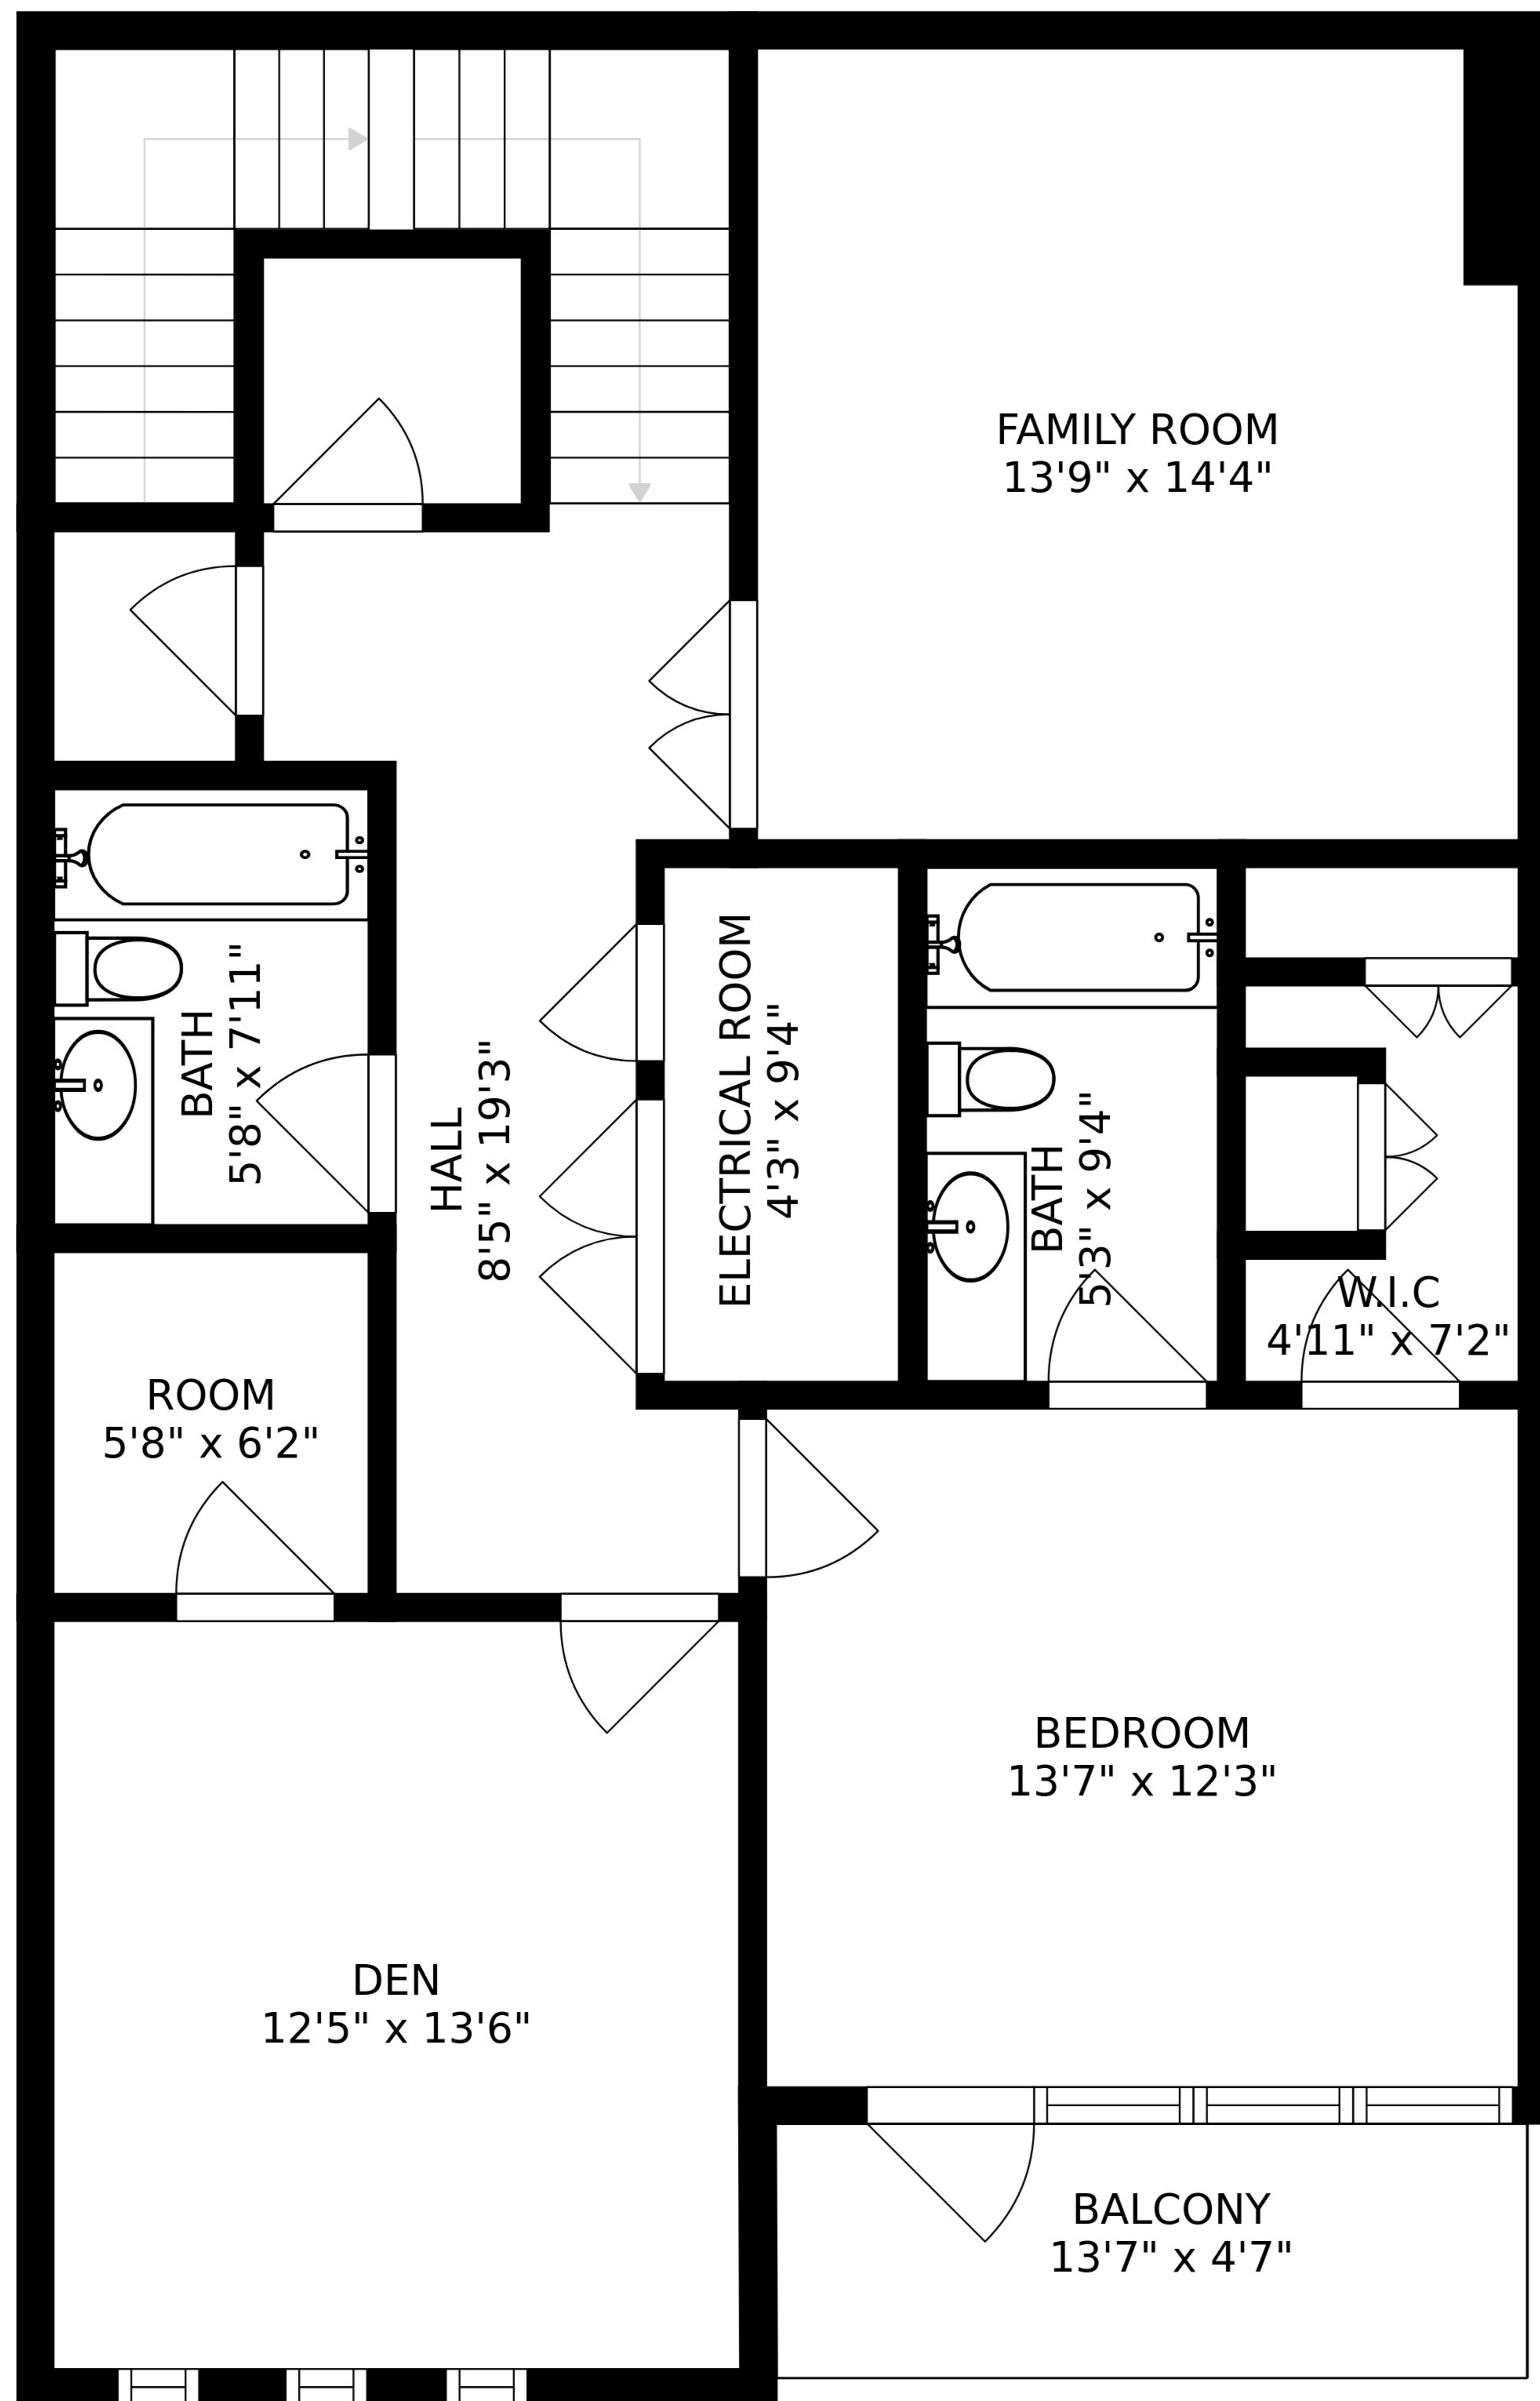 FAMILY ROOM
13'9" x 14'4"
BATH
5'8" x 7'11"
HALL
8'5" x 19'3"
ELECTRICAL ROOM
4'3" x 9'4"
BATH
5'3" x 9'4"
W.I.C
4'11" x 7'2"
ROOM
5'8" x 6'2"
BEDROOM
13'7" x 12'3"
DEN
12'5" x 13'6"
BALCONY
13'7" x 4'7"